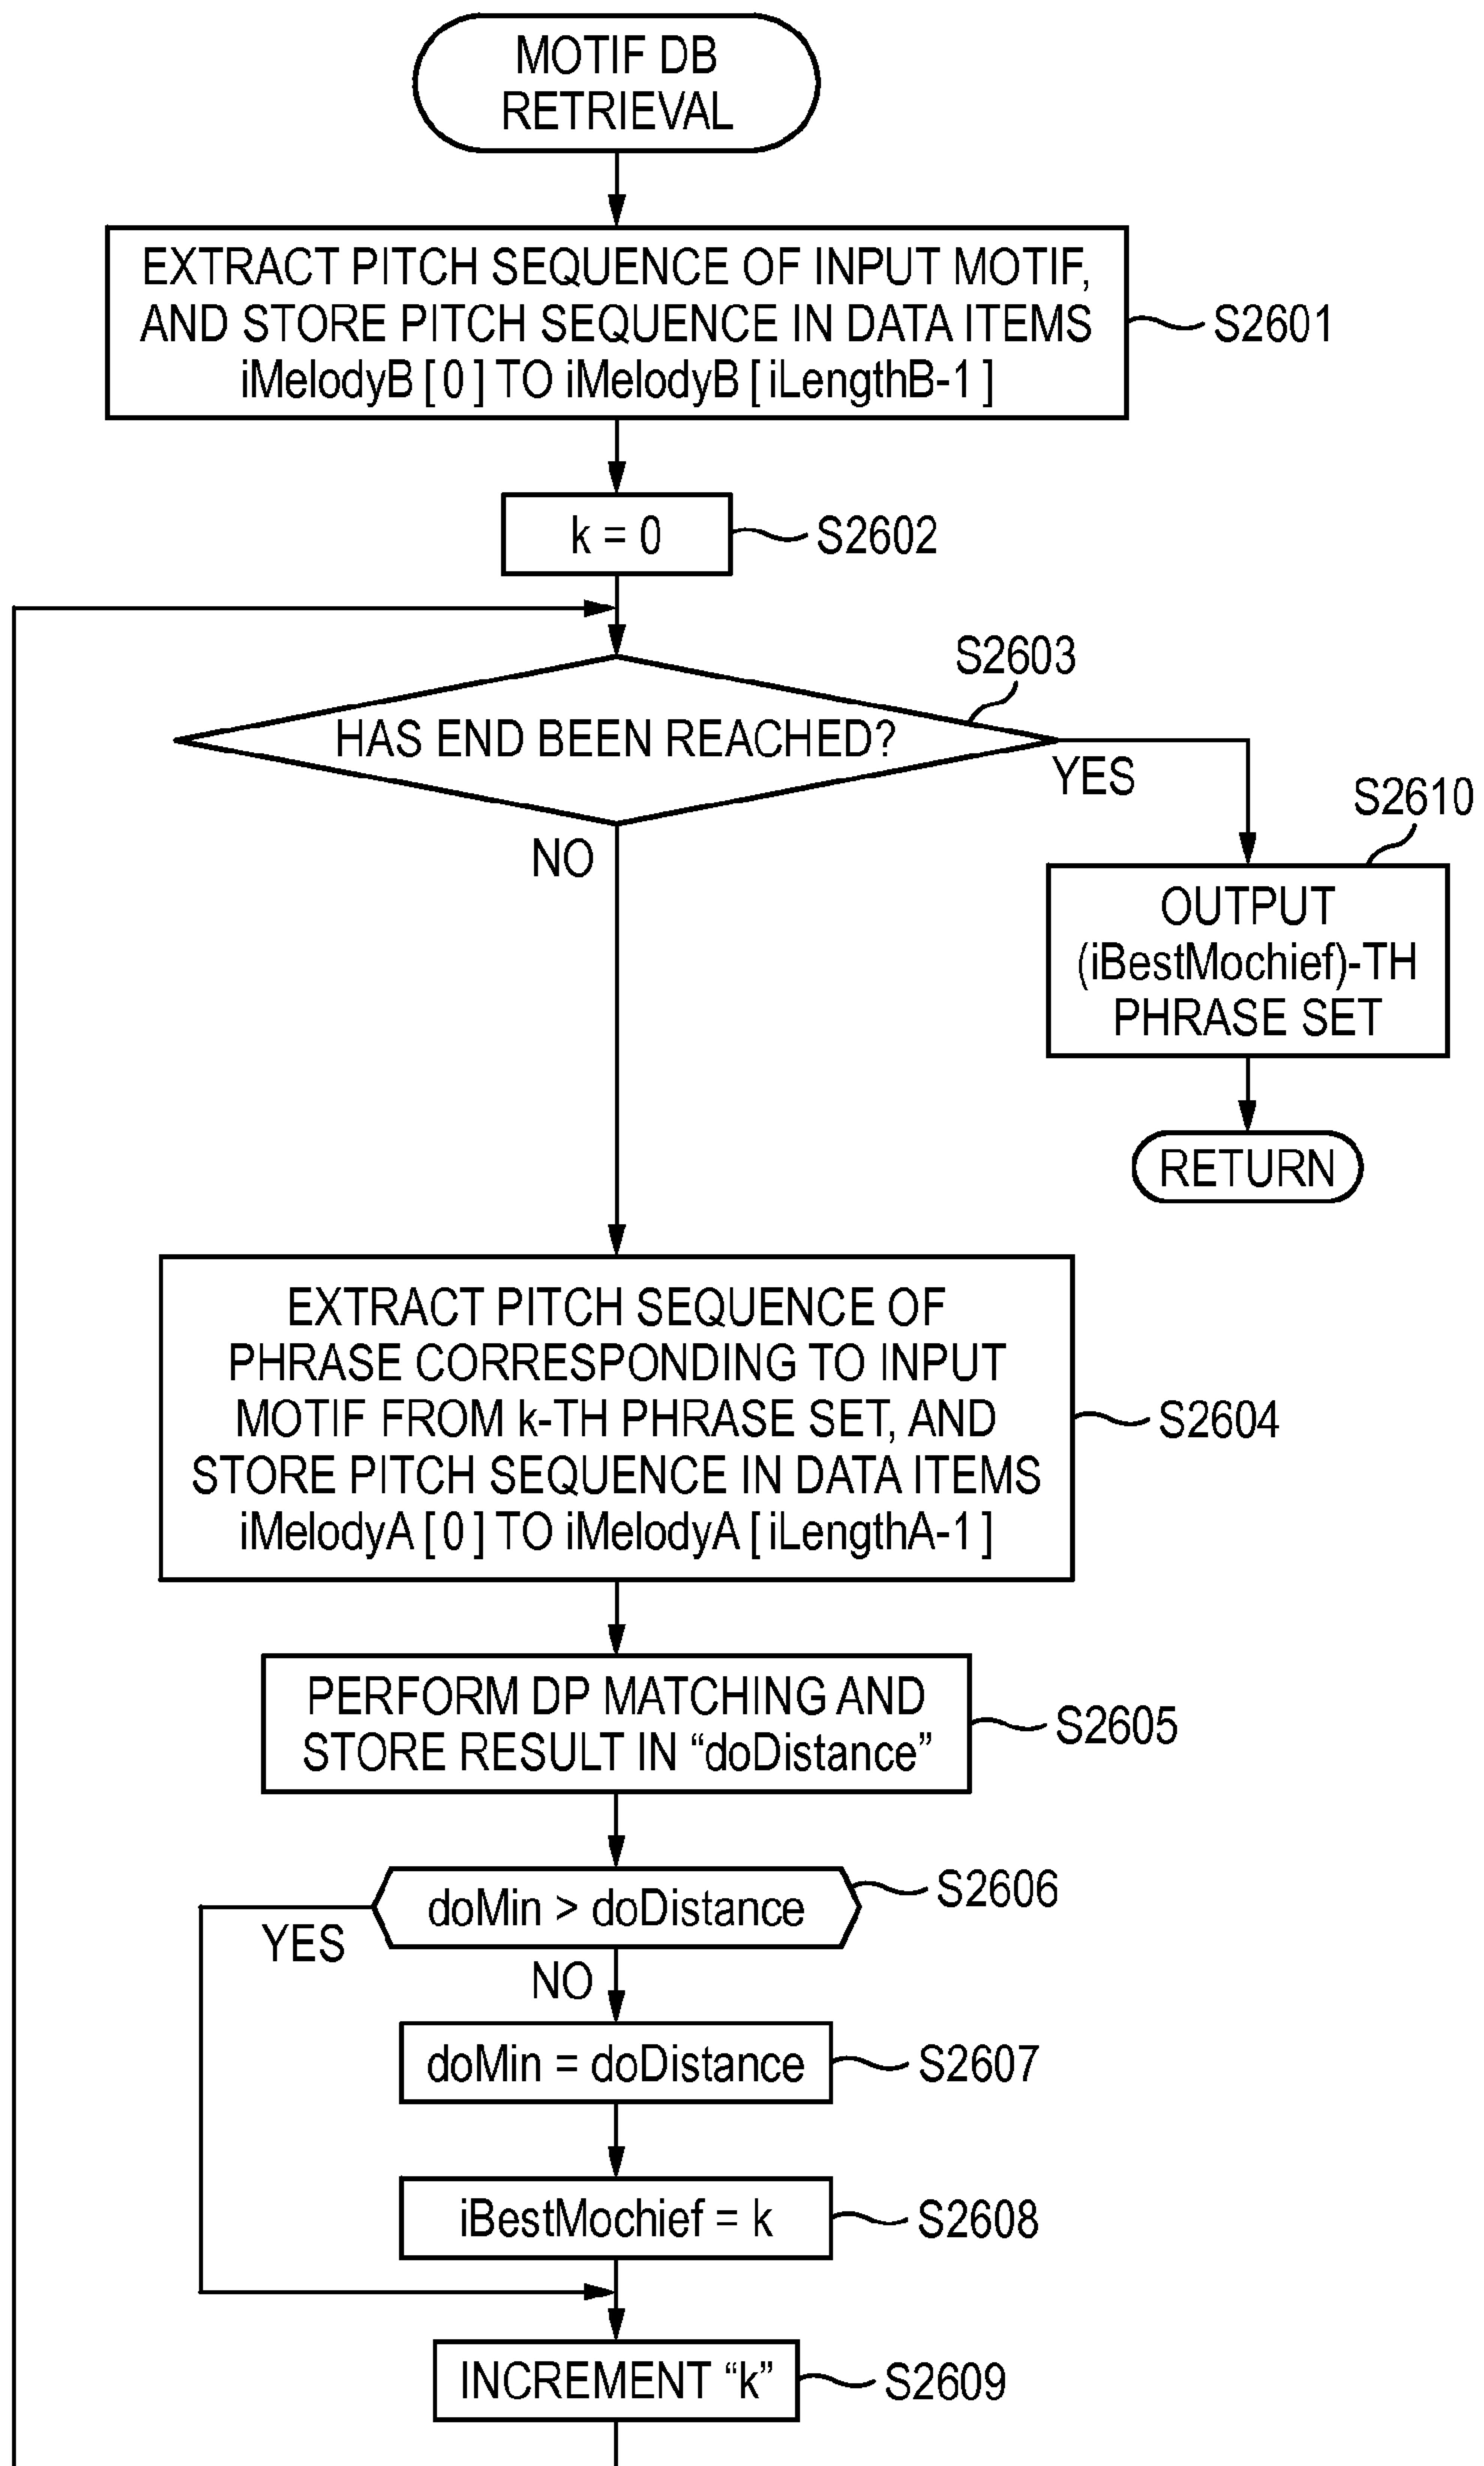 MOTIF DB
RETRIEVAL
EXTRACT PITCH SEQUENCE OF INPUT MOTIF,
AND STORE PITCH SEQUENCE IN DATA ITEMS
iMelodyB [ 0 ] TO iMelodyB [ iLengthB-1 ]
S2601
k = 0
S2602
S2603
HAS END BEEN REACHED?
YES
NO
S2610
OUTPUT
(iBestMochief)-TH
PHRASE SET
RETURN
EXTRACT PITCH SEQUENCE OF
PHRASE CORRESPONDING TO INPUT
MOTIF FROM k-TH PHRASE SET, AND
STORE PITCH SEQUENCE IN DATA ITEMS
iMelodyA [ 0 ] TO iMelodyA [ iLengthA-1 ]
S2604
PERFORM DP MATCHING AND
STORE RESULT IN “doDistance”
S2605
doMin > doDistance
S2606
YES
NO
doMin = doDistance
S2607
iBestMochief = k
S2608
INCREMENT “k”
S2609